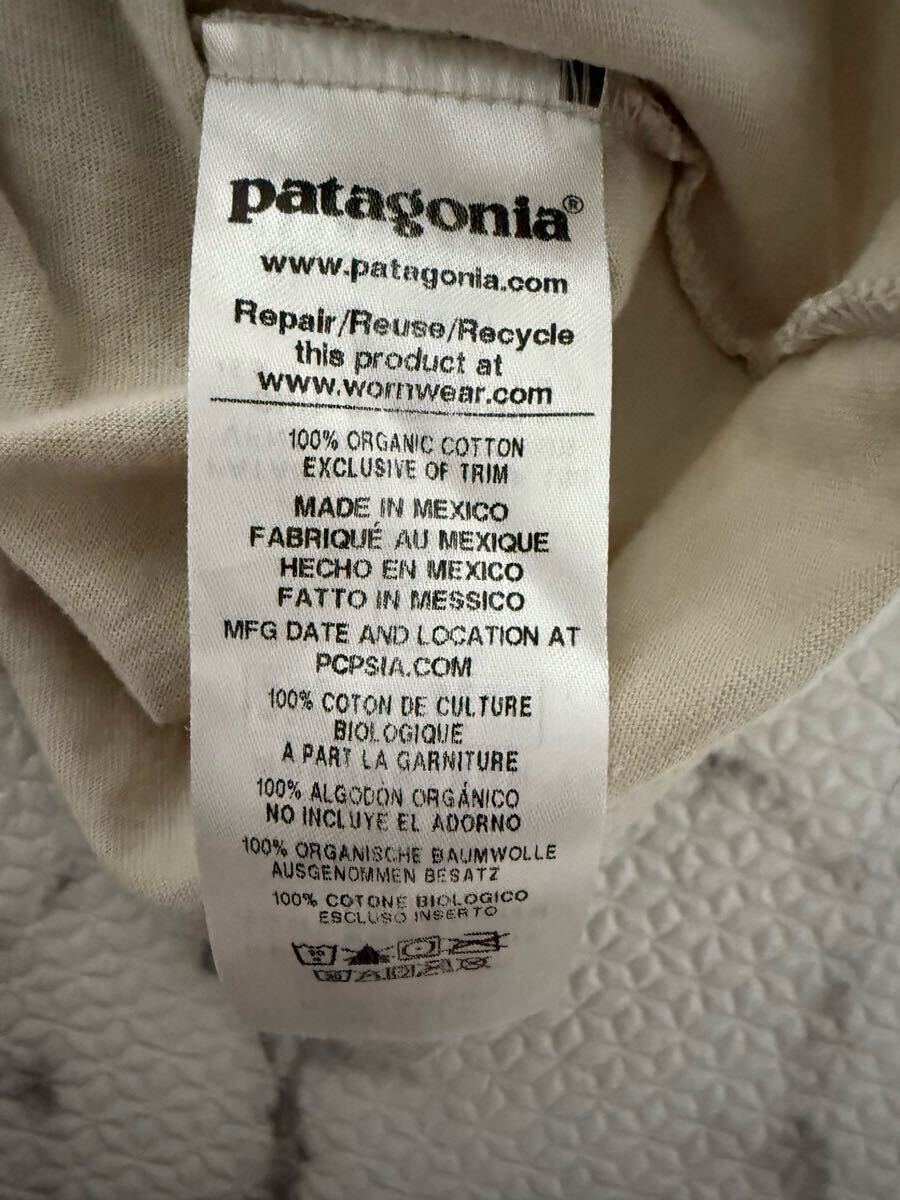 patagonia®
www.patagonia.com
Repair/Reuse/Recycle
this product at
www.wornwear.com
100% ORGANIC COTTON
EXCLUSIVE OF TRIM
MADE IN MEXICO
FABRIQUÉ AU MEXIQUE
HECHO EN MEXICO
FATTO IN MESSICO
MFG DATE AND LOCATION AT
PCPSIA.COM
100% COTON DE CULTURE
BIOLOGIQUE
A PART LA GARNITURE
100% ALGODÓN ORGÁNICO
NO INCLUYE EL ADORNO
100% ORGANISCHE BAUMWOLLE
AUSGENOMMEN BESATZ
100% COTONE BIOLOGICO
ESCLUSO INSERTO